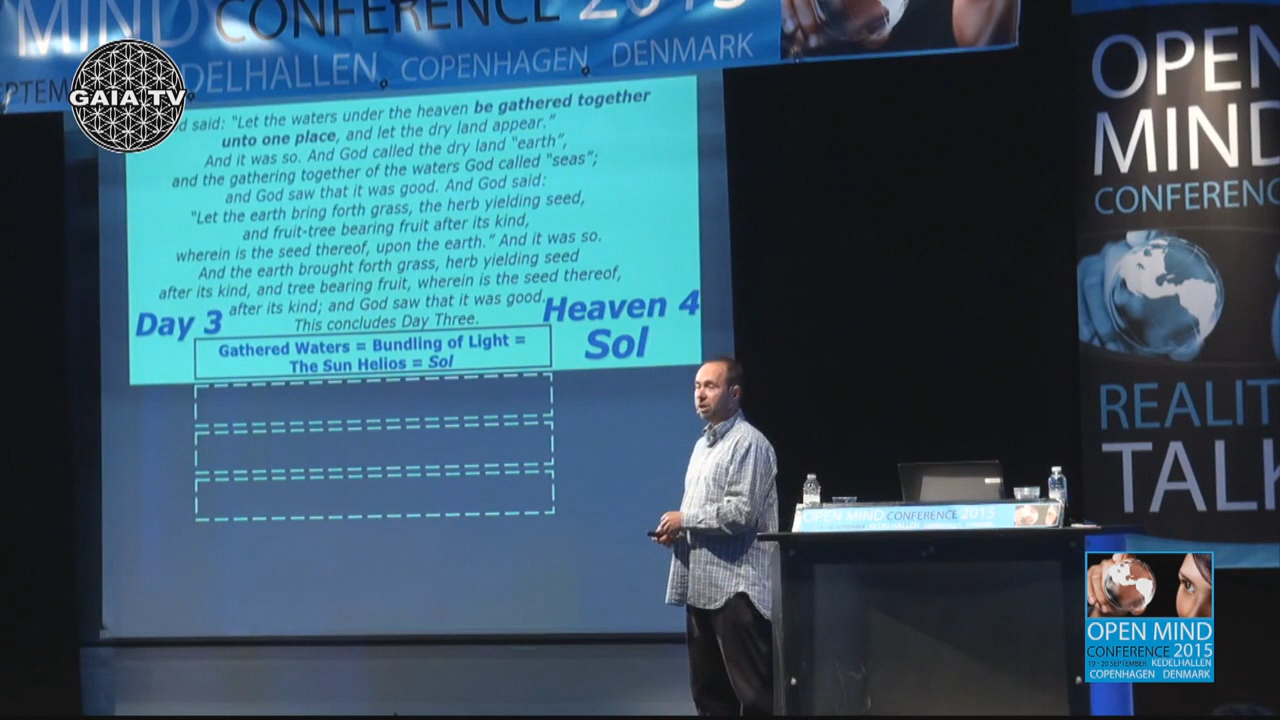 MIND CONFERENCE 2015
KEDELHALLEN COPENHAGEN DENMARK
GAIA TV
said: “Let the waters under the heaven be gathered together
unto one place, and let the dry land appear.”
And it was so. And God called the dry land “earth”,
and the gathering together of the waters God called “seas”;
and God saw that it was good. And God said:
“Let the earth bring forth grass, the herb yielding seed,
and fruit-tree bearing fruit after its kind,
wherein is the seed thereof, upon the earth.” And it was so.
And the earth brought forth grass, herb yielding seed
after its kind, and tree bearing fruit, wherein is the seed thereof,
after its kind; and God saw that it was good.
This concludes Day Three.
Day 3
Heaven 4
Sol
Gathered Waters = Bundling of Light =
The Sun Helios = Sol
OPEN
MIND
CONFERENC
REALIT
TALK
OPEN MIND CONFERENCE 2015
OPEN MIND
CONFERENCE 2015
19 - 20 SEPTEMBER KEDELHALLEN
COPENHAGEN DENMARK